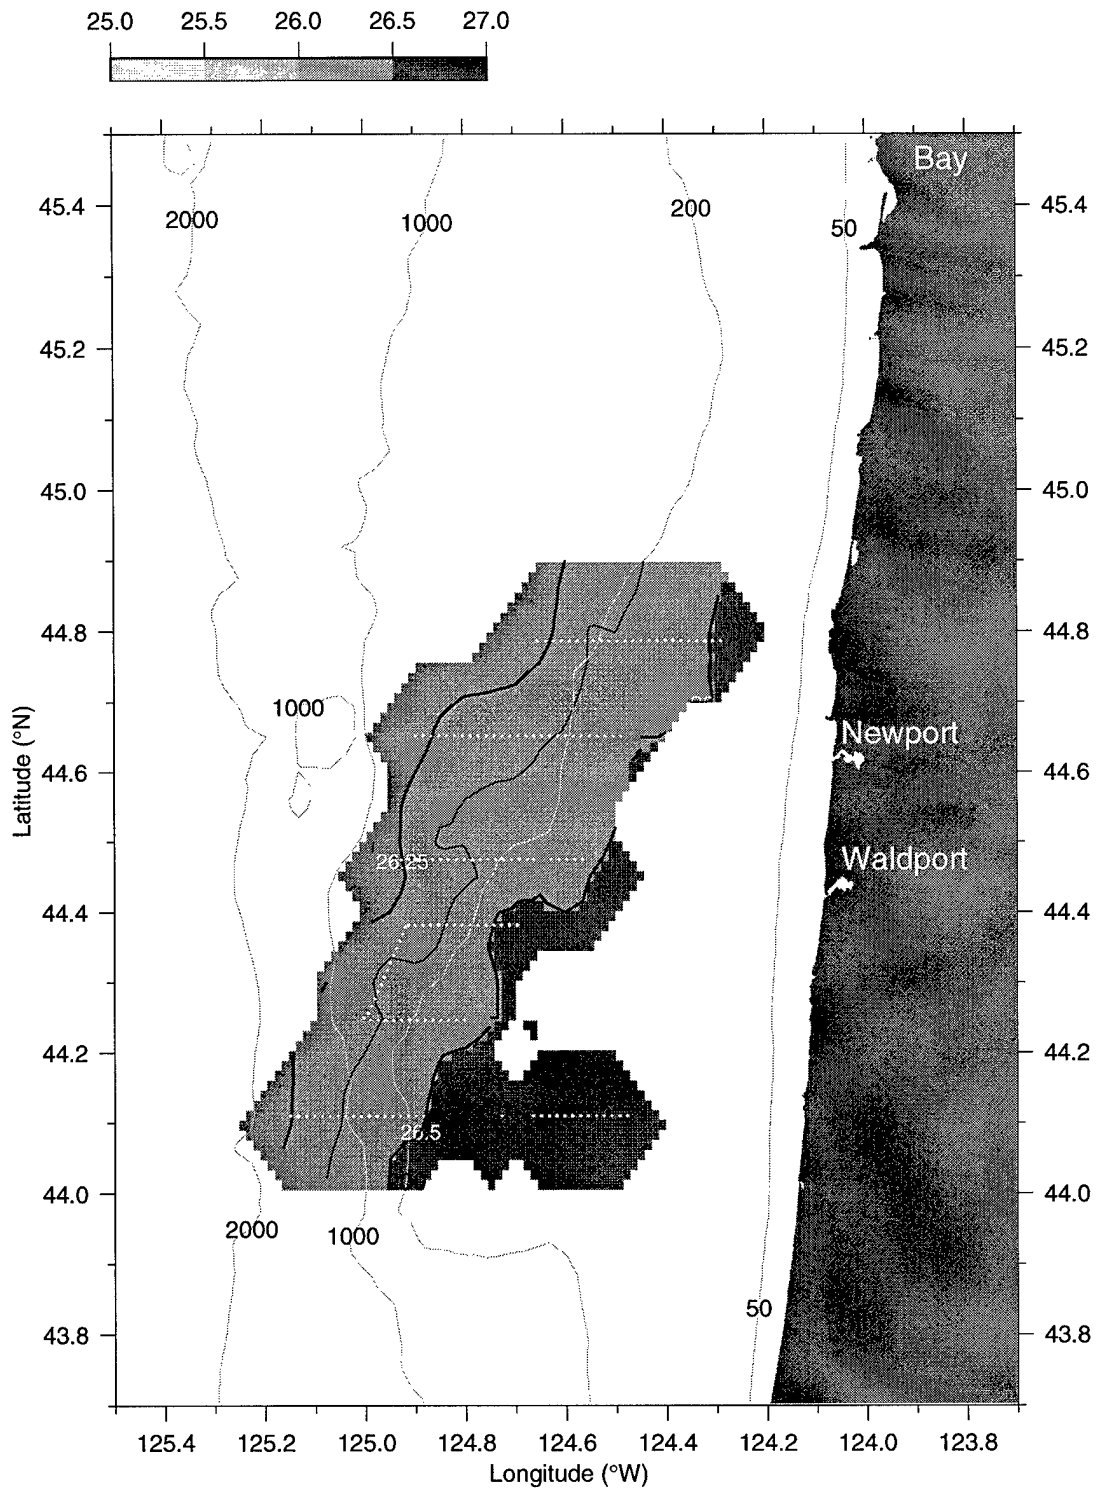 25.0 25.5 26.0 26.5 27.0
Bay
45.4 2000 1000 200 50 45.4
45.2 45.2
45.0 45.0
44.8 44.8
1000 Newport
44.6 44.6
26.25 Waldport
44.4 44.4
44.2 44.2
26.5
44.0 44.0
2000 1000
50
43.8 43.8
125.4 125.2 125.0 124.8 124.6 124.4 124.2 124.0 123.8
Longitude (°W)
Latitude (°N)